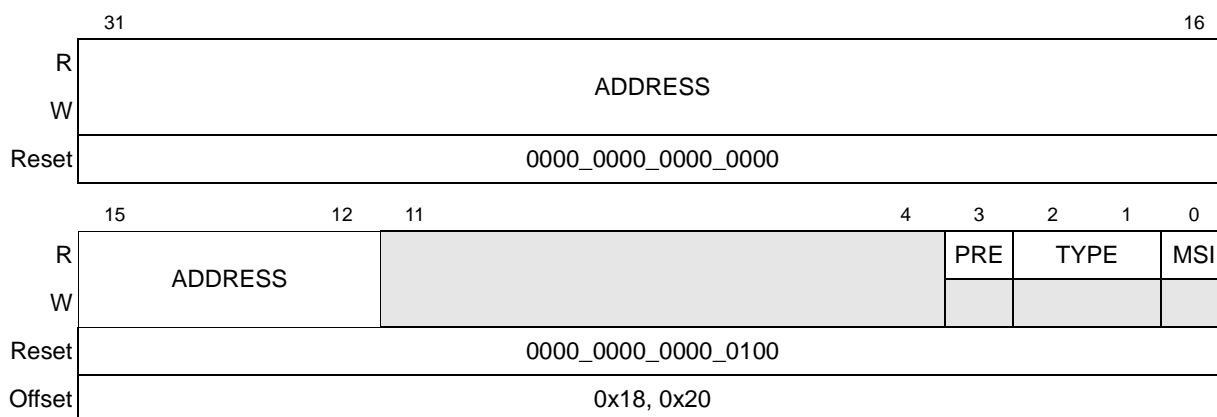 31 16
R
ADDRESS
W
Reset 0000_0000_0000_0000
15 12 11 4 3 2 1 0
R PRE TYPE MSI
ADDRESS
W
Reset 0000_0000_0000_0100
Offset 0x18, 0x20